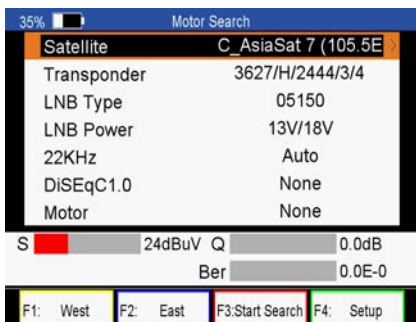 35% Motor Search
Satellite C_AsiaSat 7 (105.5E
Transponder 3627/H/2444/3/4
LNB Type 05150
LNB Power 13V/18V
22KHz Auto
DiSEqC1.0 None
Motor None
S 24dBuV Q 0.0dB
Ber 0.0E-0
F1: West F2: East F3:Start Search F4: Setup